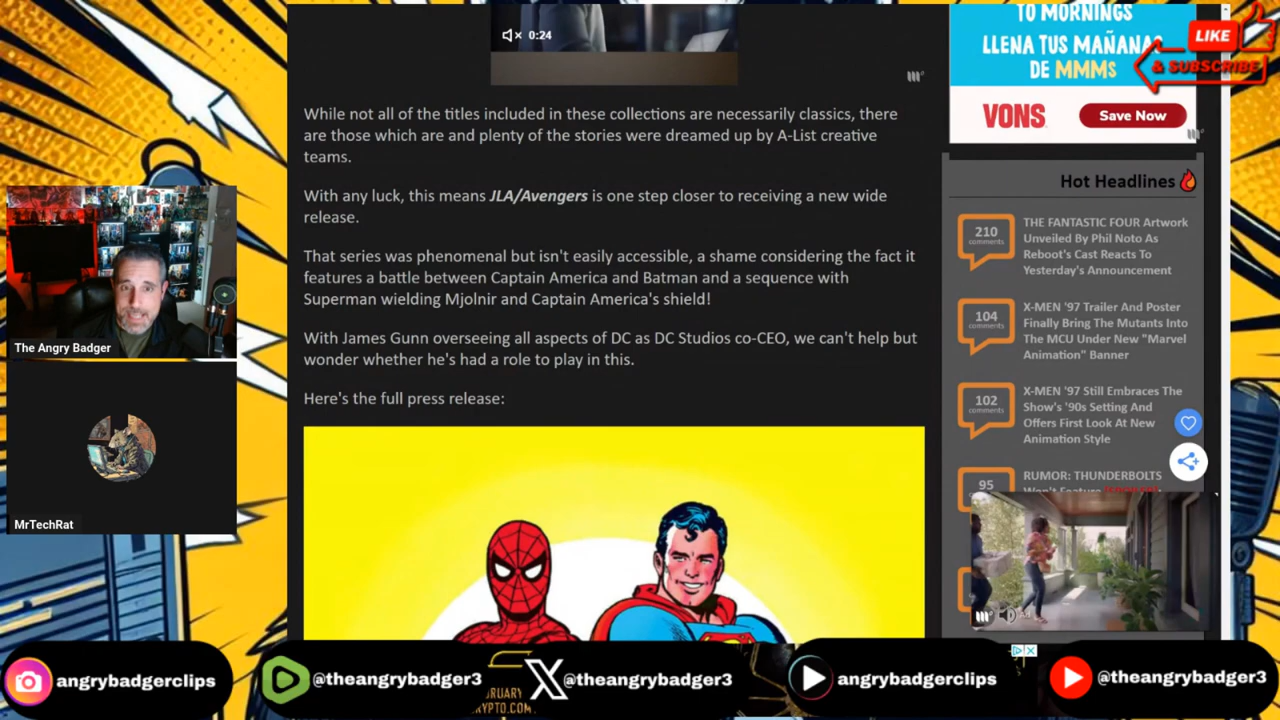 0:24
While not all of the titles included in these collections are necessarily classics, there
are those which are and plenty of the stories were dreamed up by A-List creative
teams.
With any luck, this means JLA/Avengers is one step closer to receiving a new wide
release.
That series was phenomenal but isn't easily accessible, a shame considering the fact it
features a battle between Captain America and Batman and a sequence with
Superman wielding Mjolnir and Captain America's shield!
With James Gunn overseeing all aspects of DC as DC Studios co-CEO, we can't help but
wonder whether he's had a role to play in this.
Here's the full press release:
TO MORNINGS
LLENA TUS MAÑANAS
DE MMMS
VONS
Save Now
LIKE
& SUBSCRIBE
Hot Headlines
210
comments
THE FANTASTIC FOUR Artwork
Unveiled By Phil Noto As
Reboot's Cast Reacts To
Yesterday's Announcement
104
comments
X-MEN '97 Trailer And Poster
Finally Bring The Mutants Into
The MCU Under New "Marvel
Animation" Banner
102
comments
X-MEN '97 Still Embraces The
Show's '90s Setting And
Offers First Look At New
Animation Style
95
RUMOR: THUNDERBOLTS
Ad
The Angry Badger
MrTechRat
angrybadgerclips
@theangrybadger3
@theangrybadger3
angrybadgerclips
@theangrybadger3